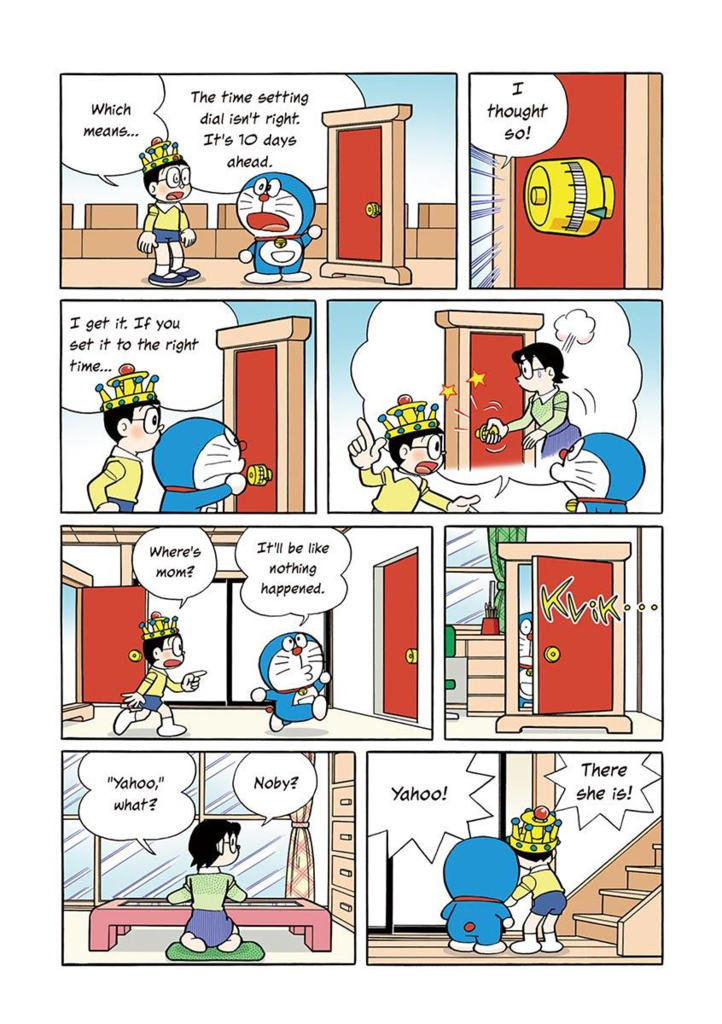 I
thought
so!
The time setting
dial isn't right.
It's 10 days
ahead.
Which
means...
I get it. If you
set it to the right
time...
KLiK...
It'll be like
nothing
happened.
Where's
mom?
There
she is!
Yahoo!
Noby?
"Yahoo,"
what?